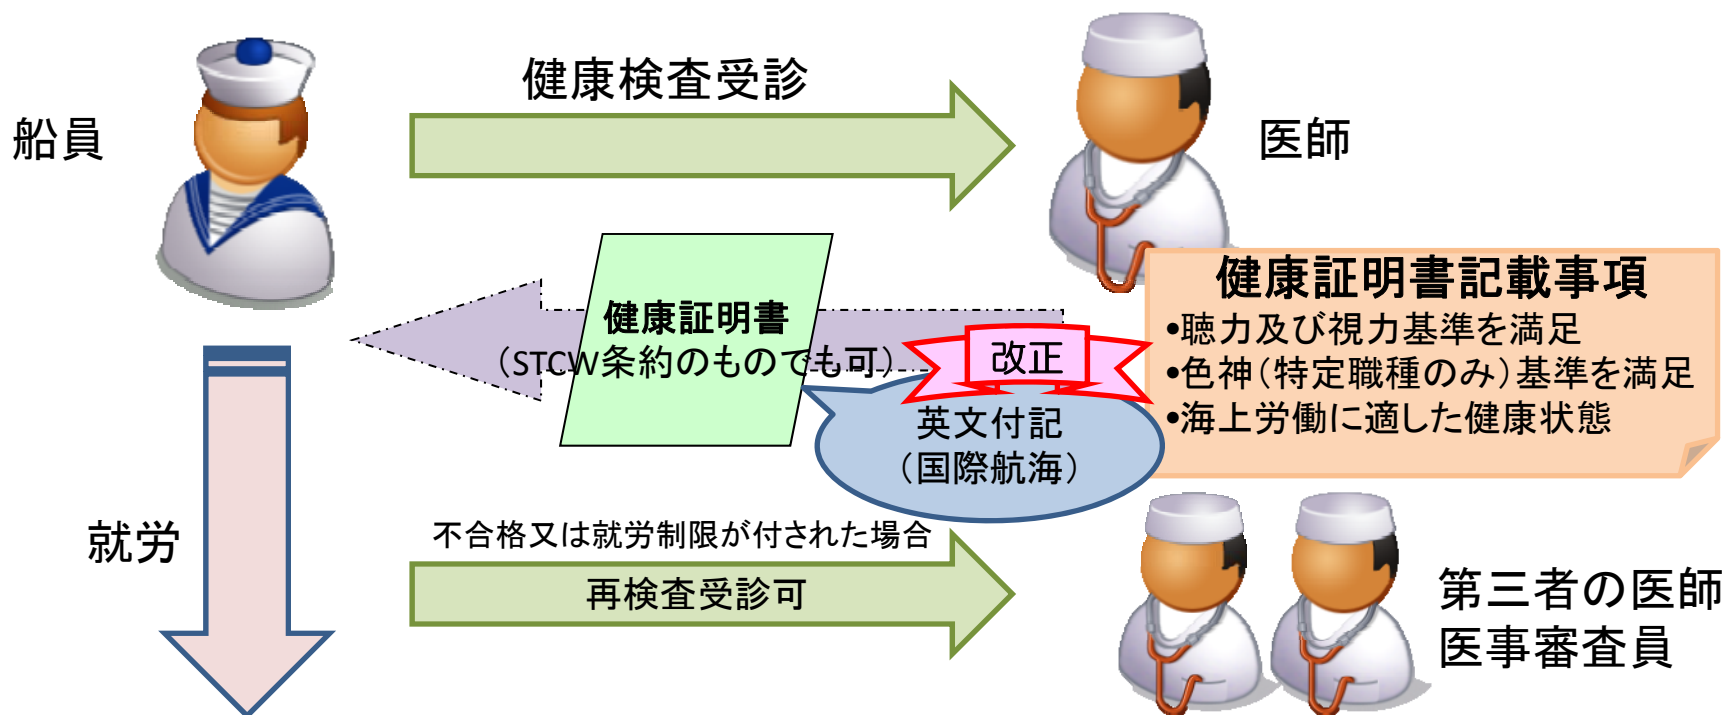 健康検査受診
船員
医師
健康証明書記載事項
•聴力及び視力基準を満足
•色神(特定職種のみ)基準を満足
•海上労働に適した健康状態
健康証明書
(STCW条約のものでも可)
改正
英文付記
(国際航海)
就労
不合格又は就労制限が付された場合
再検査受診可
第三者の医師
医事審査員